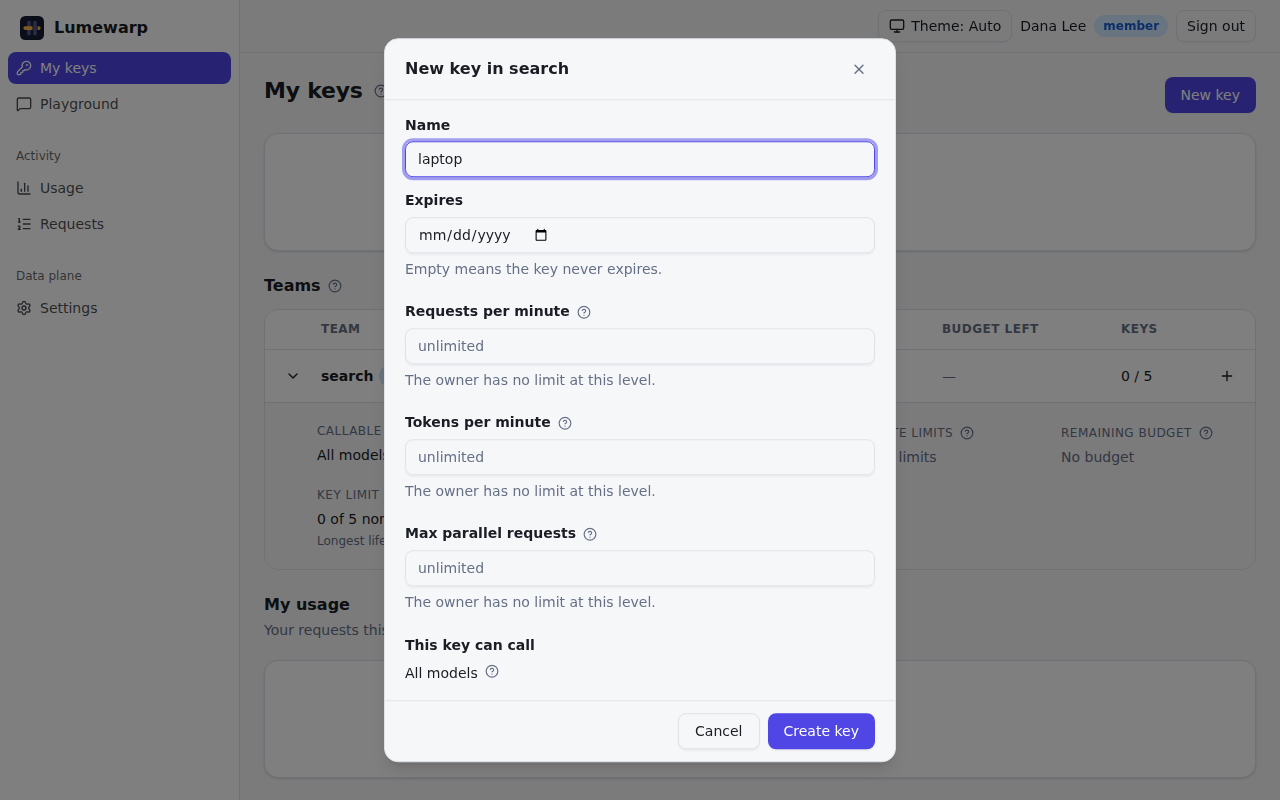 Lumewarp
Theme: Auto
Dana Lee
member
Sign out
My keys
Playground
Activity
Usage
Requests
Data plane
Settings
My keys
New key
Teams
TEAM
BUDGET LEFT
KEYS
search
—
0 / 5
CALLABLE
All models
LIMITS
REMAINING BUDGET
limits
No budget
KEY LIMIT
0 of 5
Longest
My usage
Your requests this
New key in search
Name
laptop
Expires
mm/dd/yyyy
Empty means the key never expires.
Requests per minute
unlimited
The owner has no limit at this level.
Tokens per minute
unlimited
The owner has no limit at this level.
Max parallel requests
unlimited
The owner has no limit at this level.
This key can call
All models
Cancel
Create key